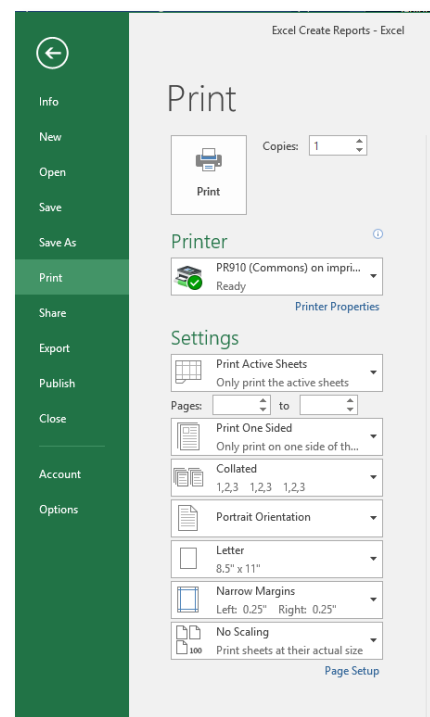 Excel Create Reports - Excel
Info
New
Open
Save
Save As
Print
Share
Export
Publish
Close
Account
Options
Print
Print
Copies: 1
Printer
PR910 (Commons) on impri...
Ready
Printer Properties
Settings
Print Active Sheets
Only print the active sheets
Pages: to
Print One Sided
Only print on one side of th...
Collated
1,2,3 1,2,3 1,2,3
Portrait Orientation
Letter
8.5" x 11"
Narrow Margins
Left: 0.25" Right: 0.25"
No Scaling
100
Print sheets at their actual size
Page Setup